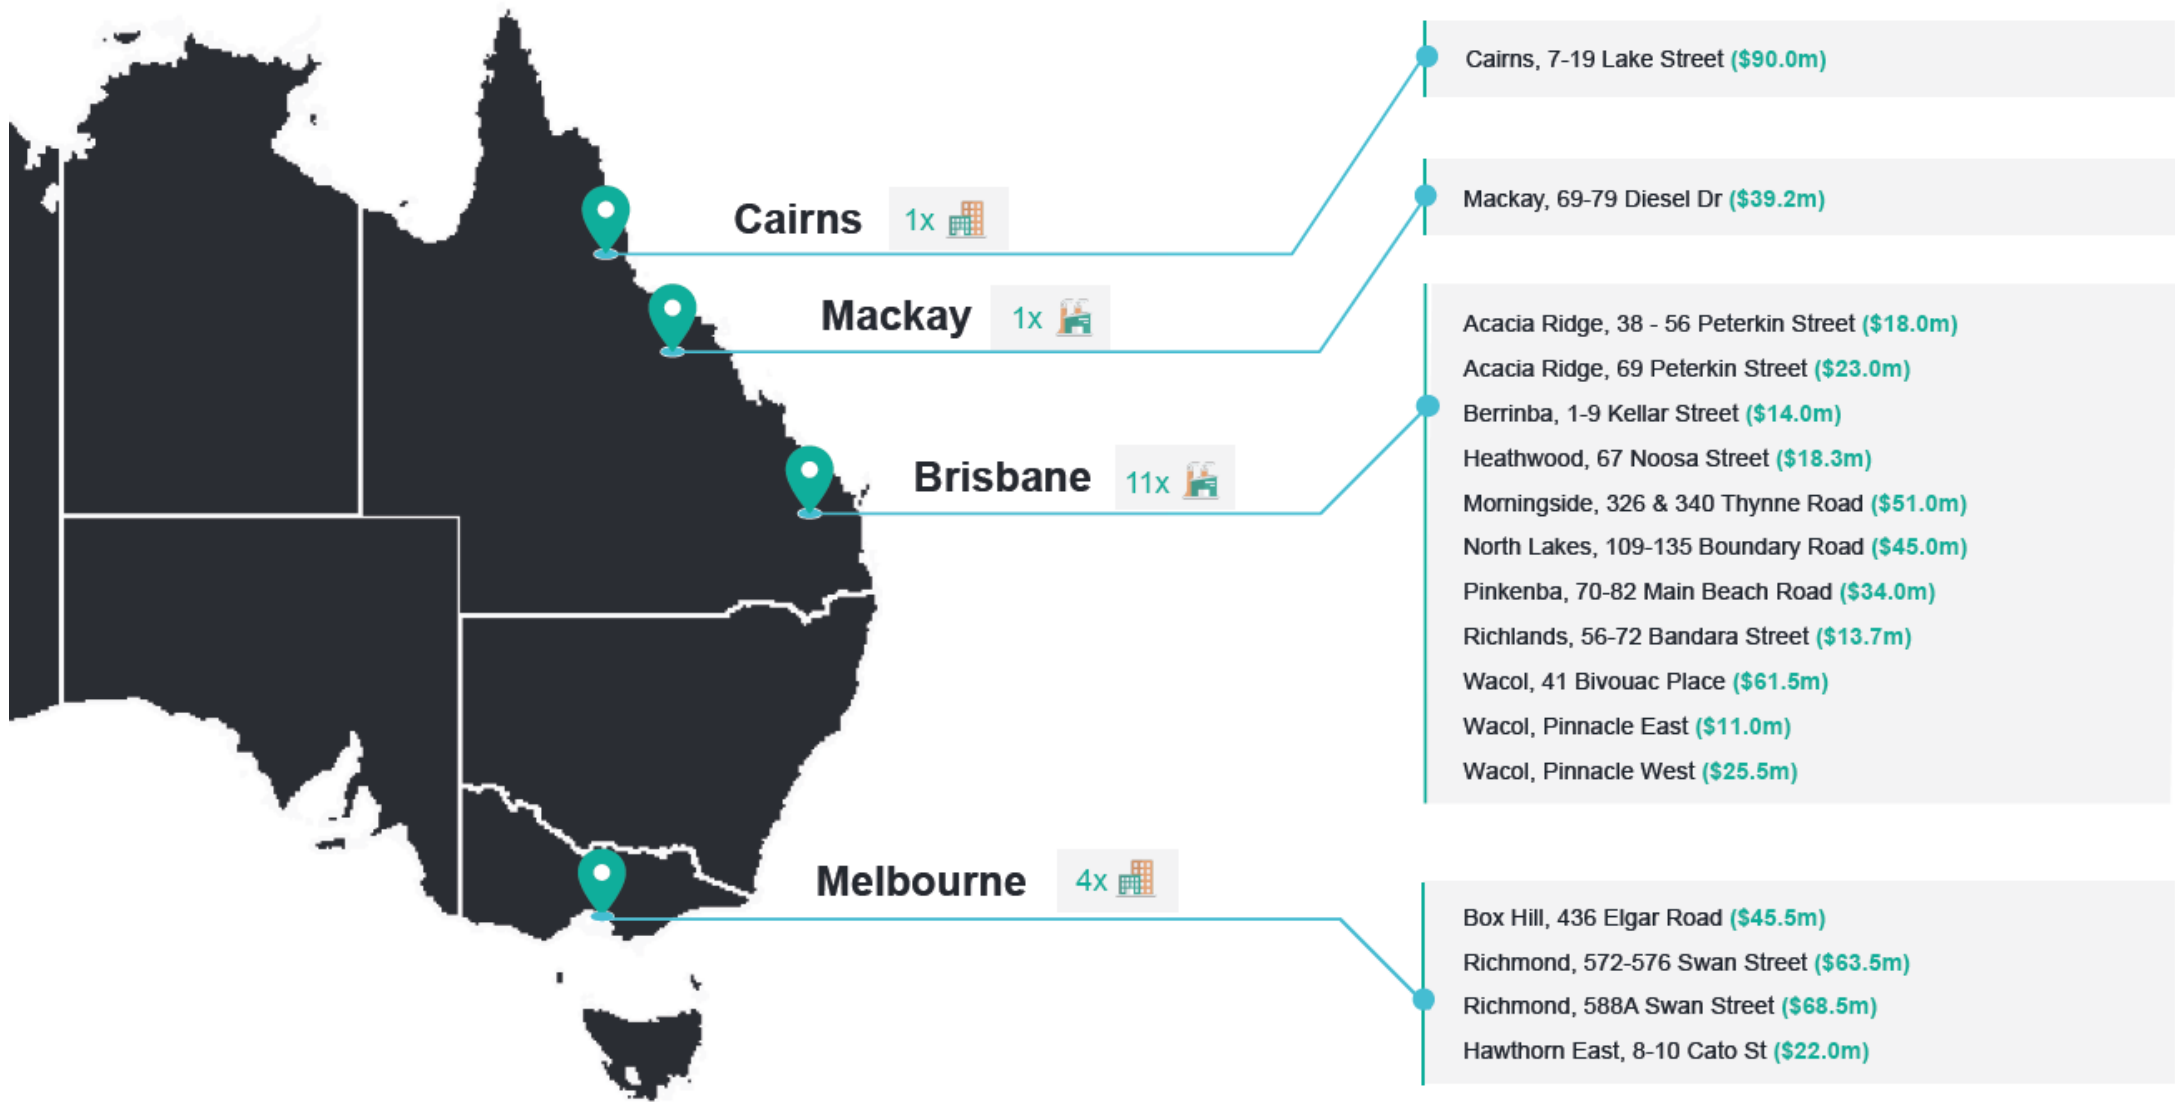 Cairns, 7-19 Lake Street ($90.0m)
Cairns 1x
Mackay, 69-79 Diesel Dr ($39.2m)
Mackay 1x
Brisbane 11x
Acacia Ridge, 38 - 56 Peterkin Street ($18.0m)
Acacia Ridge, 69 Peterkin Street ($23.0m)
Berrinba, 1-9 Kellar Street ($14.0m)
Heathwood, 67 Noosa Street ($18.3m)
Morningside, 326 & 340 Thynne Road ($51.0m)
North Lakes, 109-135 Boundary Road ($45.0m)
Pinkenba, 70-82 Main Beach Road ($34.0m)
Richlands, 56-72 Bandara Street ($13.7m)
Wacol, 41 Bivouac Place ($61.5m)
Wacol, Pinnacle East ($11.0m)
Wacol, Pinnacle West ($25.5m)
Melbourne 4x
Box Hill, 436 Elgar Road ($45.5m)
Richmond, 572-576 Swan Street ($63.5m)
Richmond, 588A Swan Street ($68.5m)
Hawthorn East, 8-10 Cato St ($22.0m)